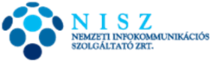 NISZ
NEMZETI INFOKOMMUNIKÁCIÓS
SZOLGÁLTATÓ ZRT.